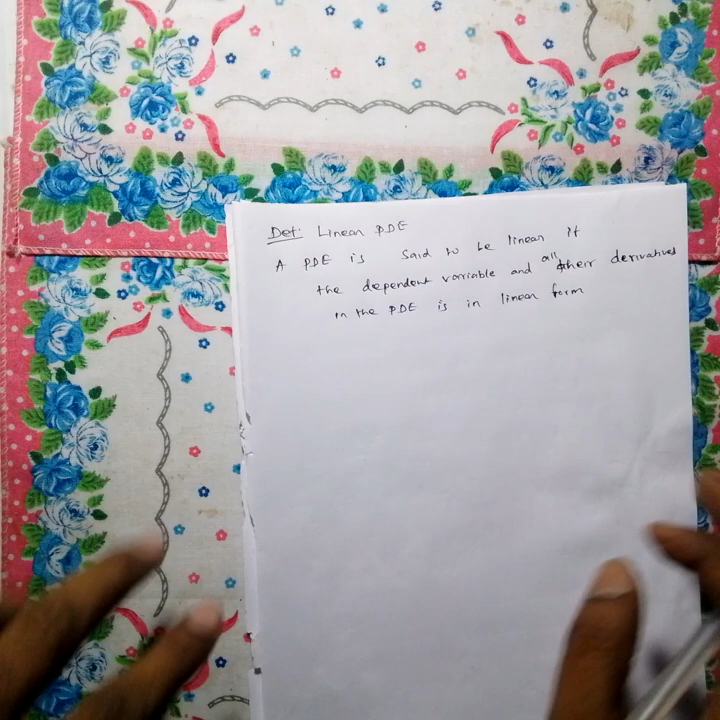 Def: Linear PDE
A PDE is said to be linear if
the dependent variable and all their derivatives
in the PDE is in linear form